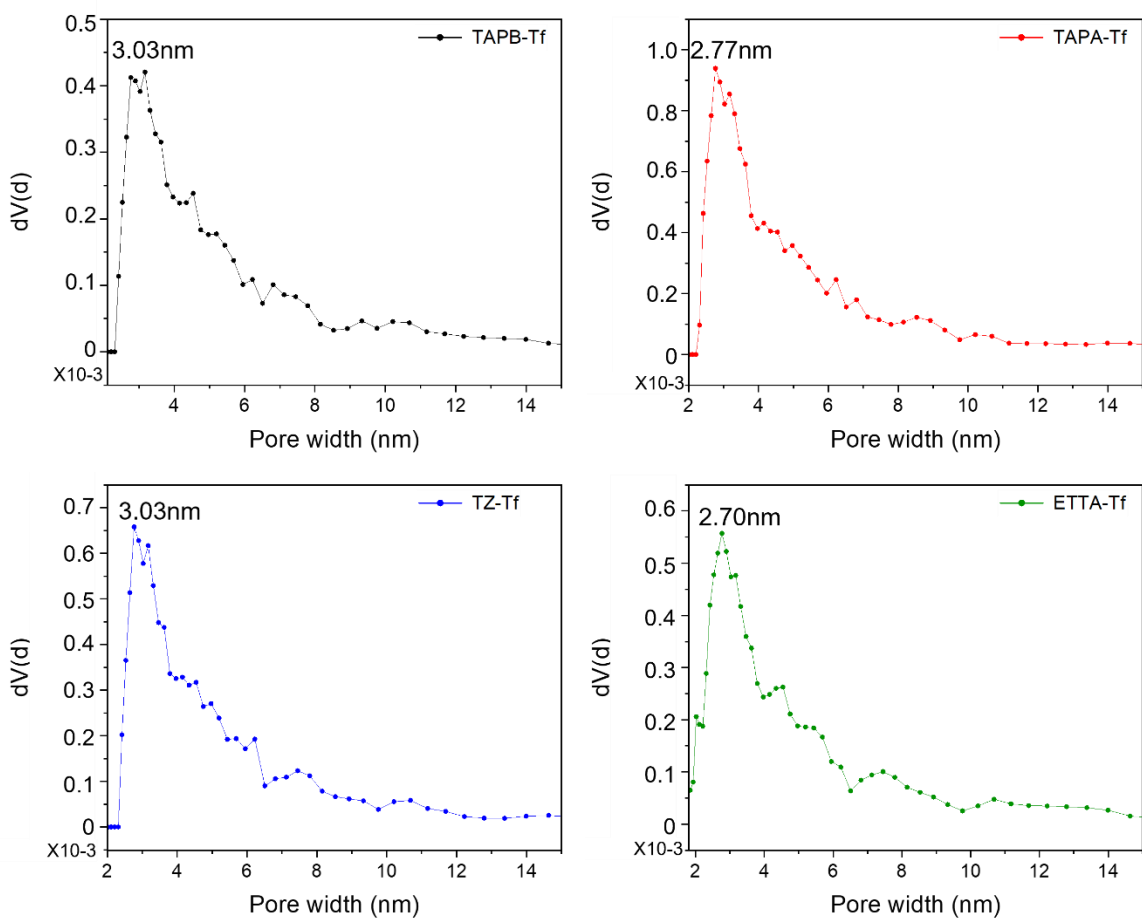 TAPB-Tf
3.03nm
dV(d)
0.5
0.4
0.3
0.2
0.1
0
X10-3
4 6 8 10 12 14
Pore width (nm)
TAPA-Tf
2.77nm
dV(d)
1.0
0.8
0.6
0.4
0.2
0
X10-3
2 4 6 8 10 12 14
Pore width (nm)
TZ-Tf
3.03nm
dV(d)
0.7
0.6
0.5
0.4
0.3
0.2
0.1
0
X10-3
2 4 6 8 10 12 14
Pore width (nm)
ETTA-Tf
2.70nm
dV(d)
0.6
0.5
0.4
0.3
0.2
0.1
0
X10-3
2 4 6 8 10 12 14
Pore width (nm)